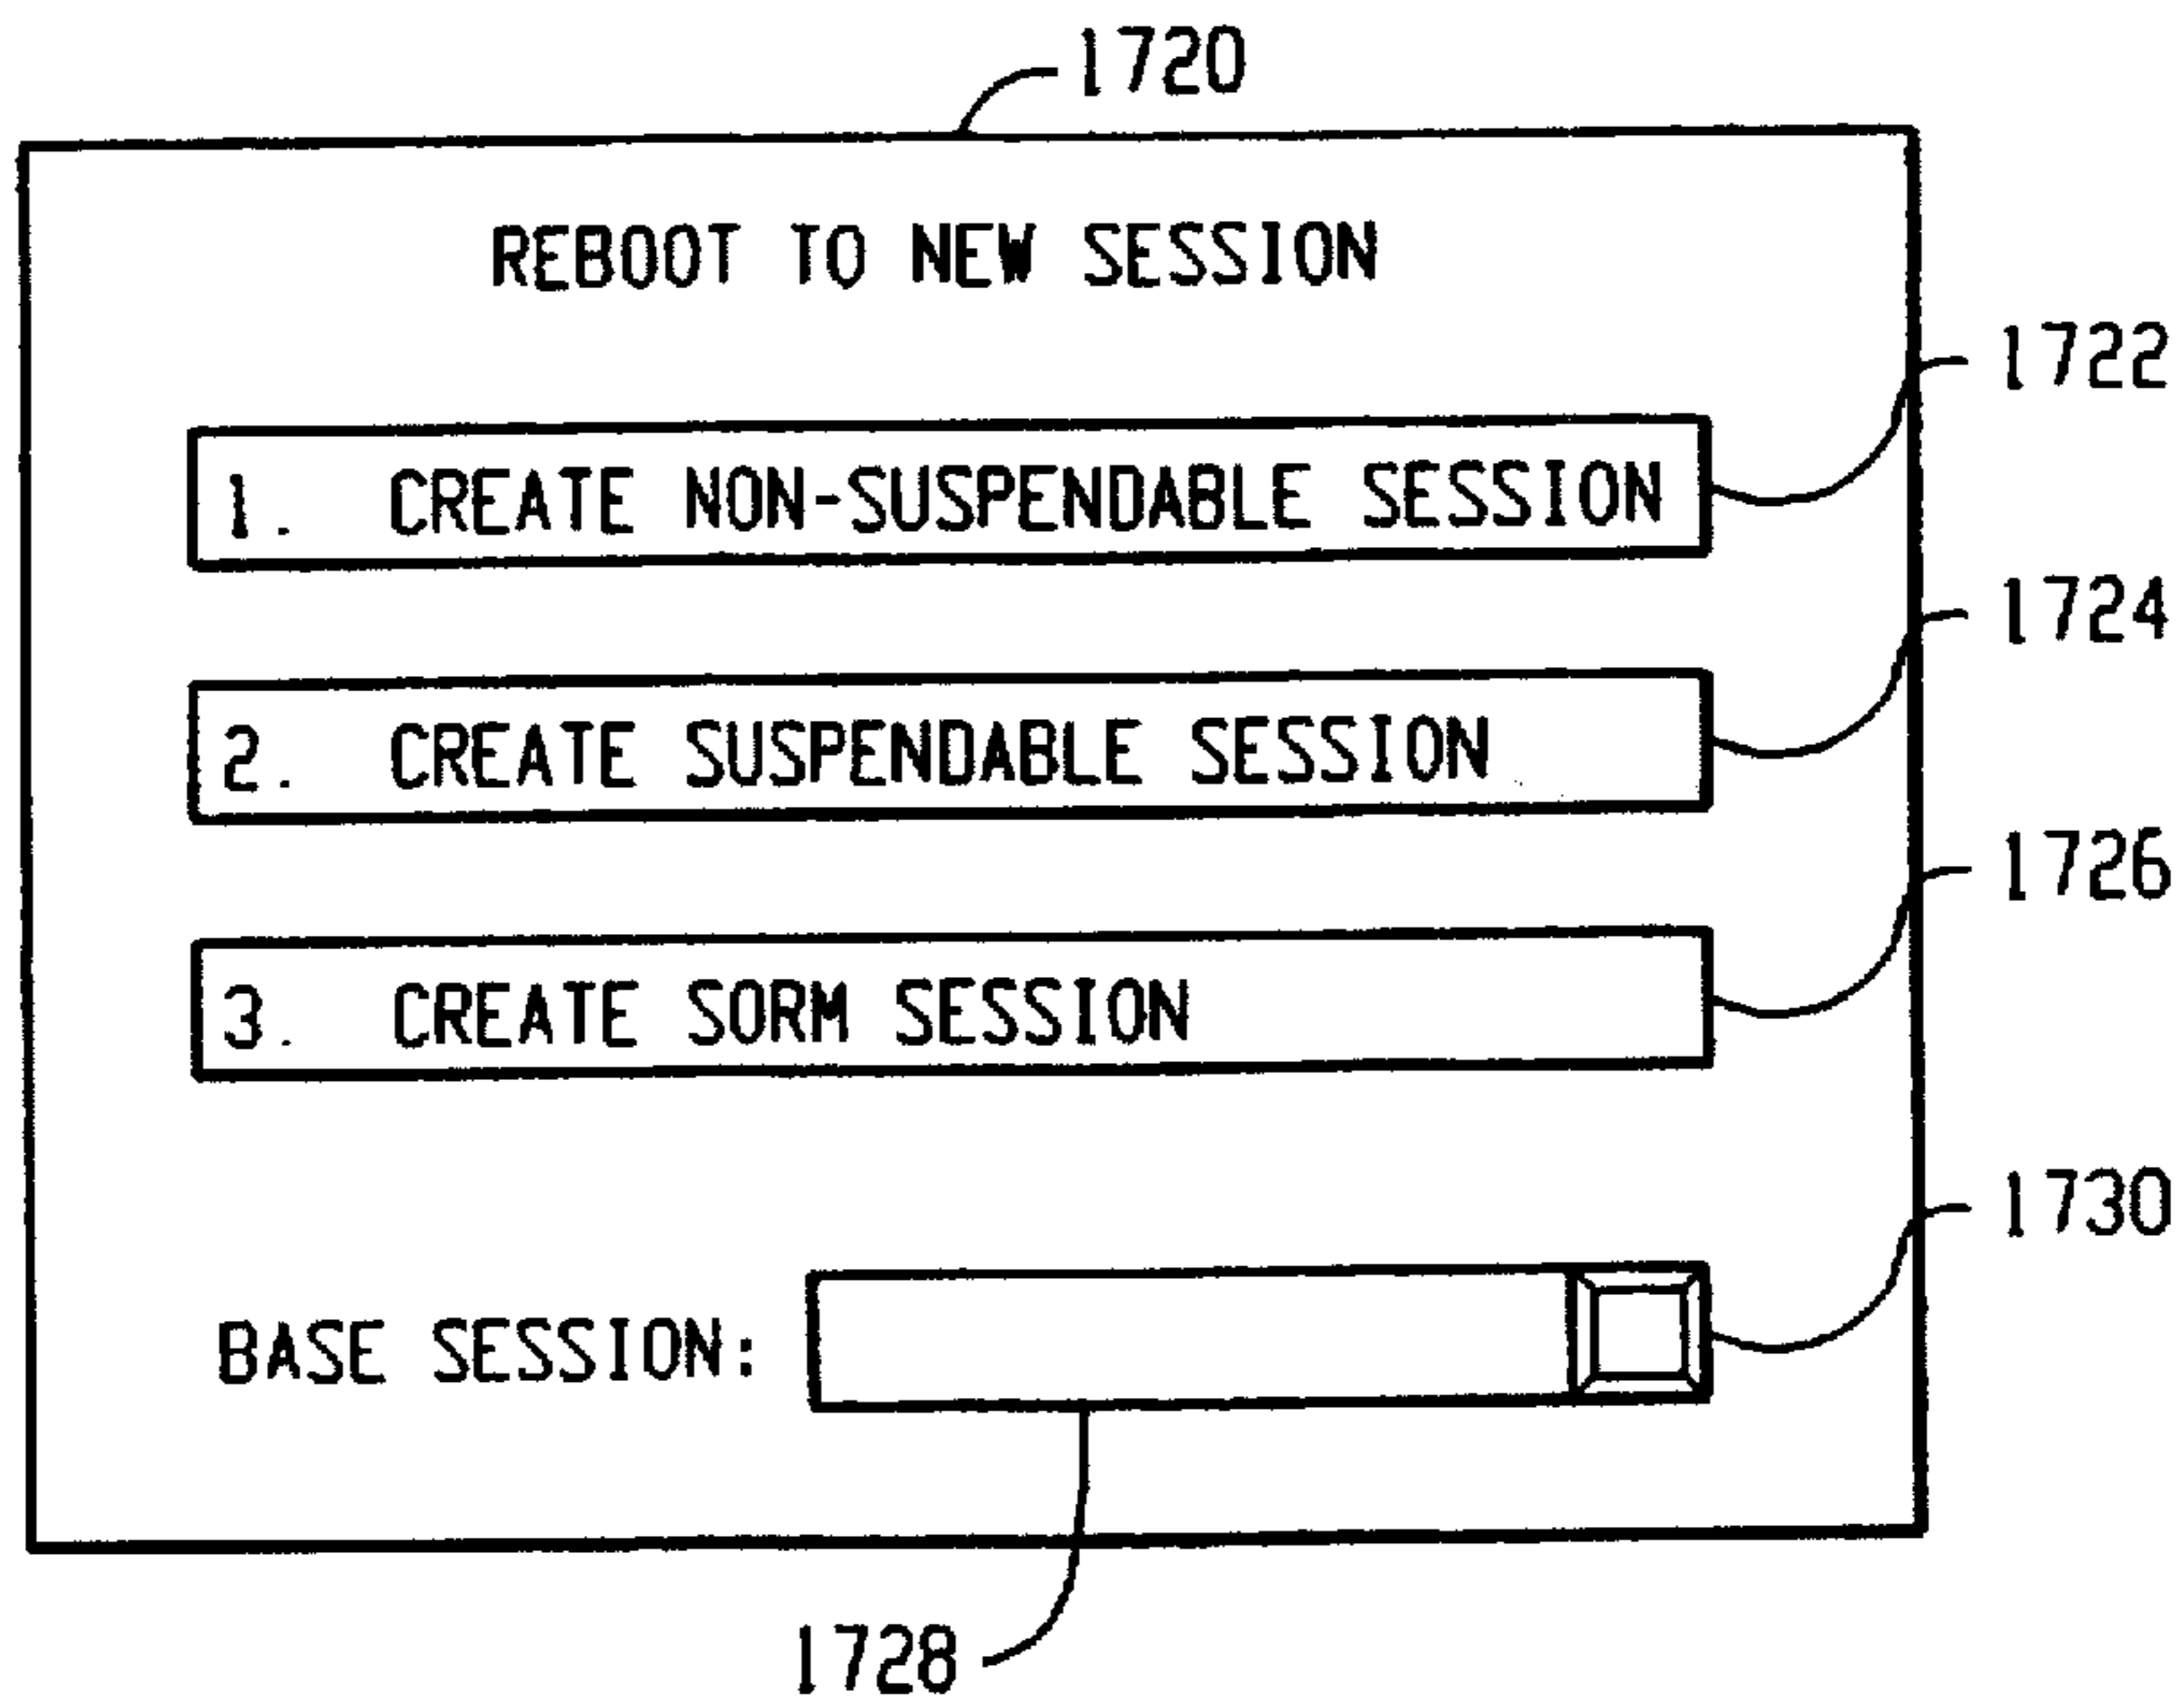 1720
REBOOT TO NEW SESSION
1722
1. CREATE NON-SUSPENDABLE SESSION
1724
2. CREATE SUSPENDABLE SESSION
1726
3. CREATE SORM SESSION
1730
BASE SESSION:
1728